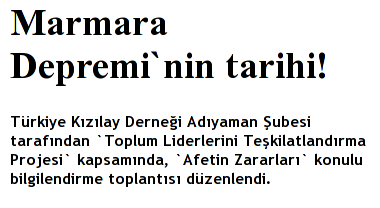 Marmara
Depremi`nin tarihi!
Türkiye Kızılay Derneği Adıyaman Şubesi
tarafından `Toplum Liderlerini Teşkilatlandırma
Projesi` kapsamında, `Afetin Zararları` konulu
bilgilendirme toplantısı düzenlendi.